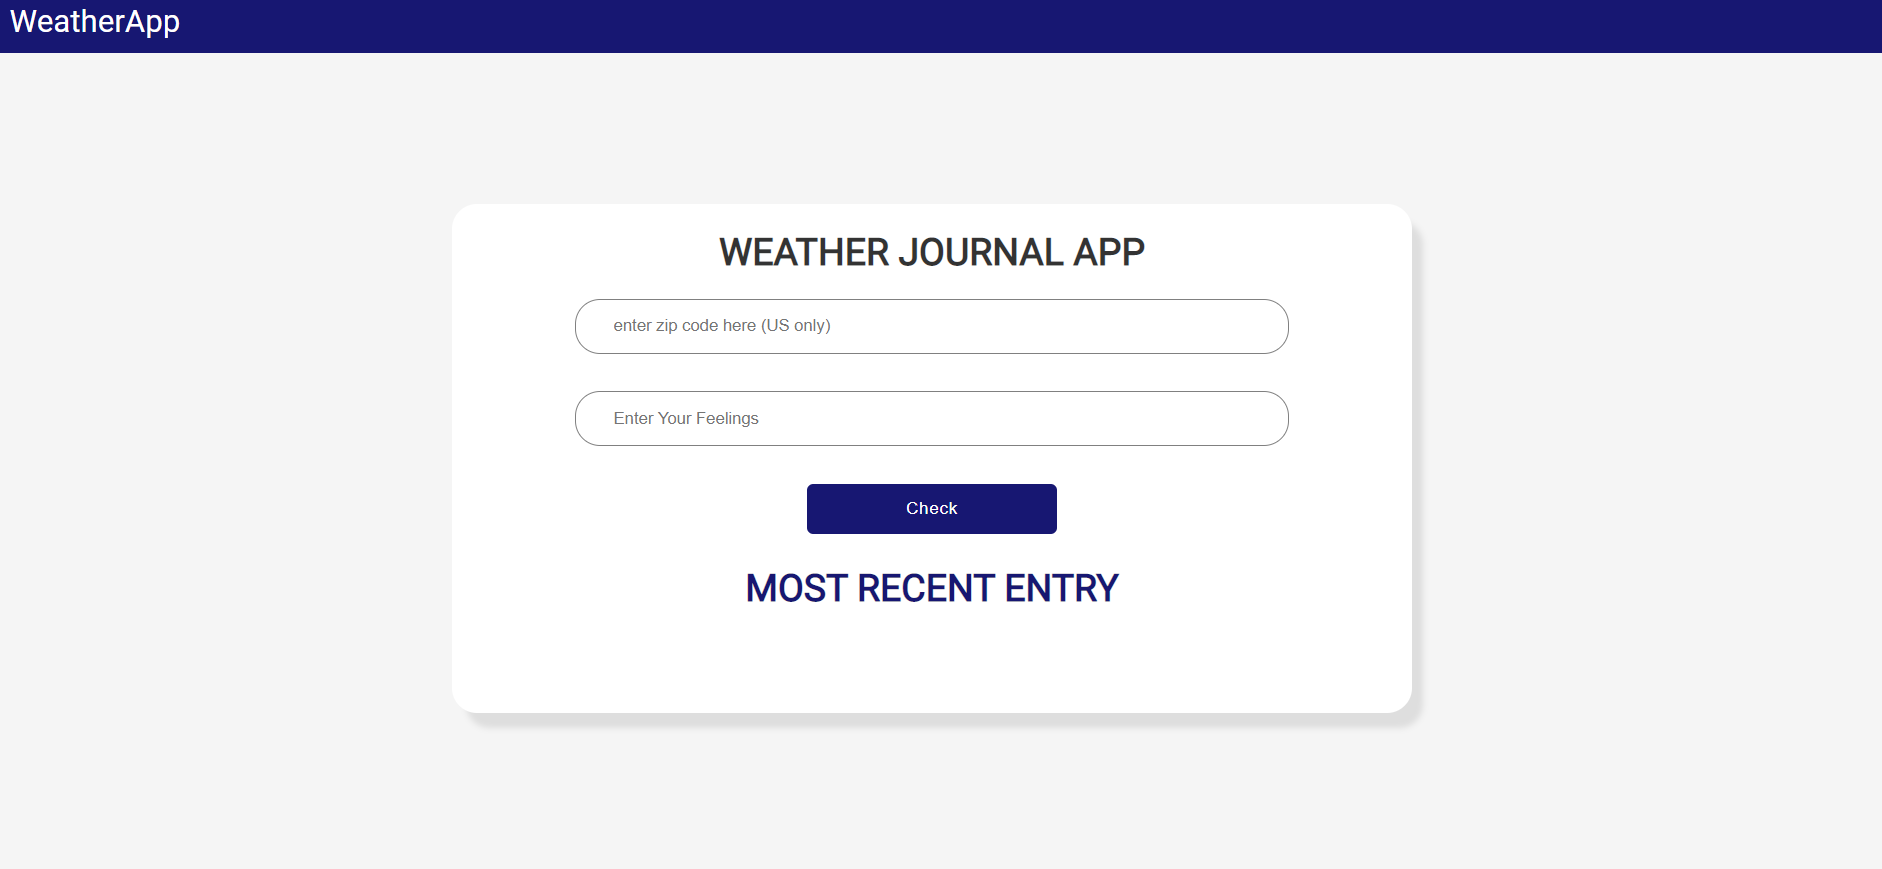 WeatherApp
WEATHER JOURNAL APP
enter zip code here (US only)
Enter Your Feelings
Check
MOST RECENT ENTRY